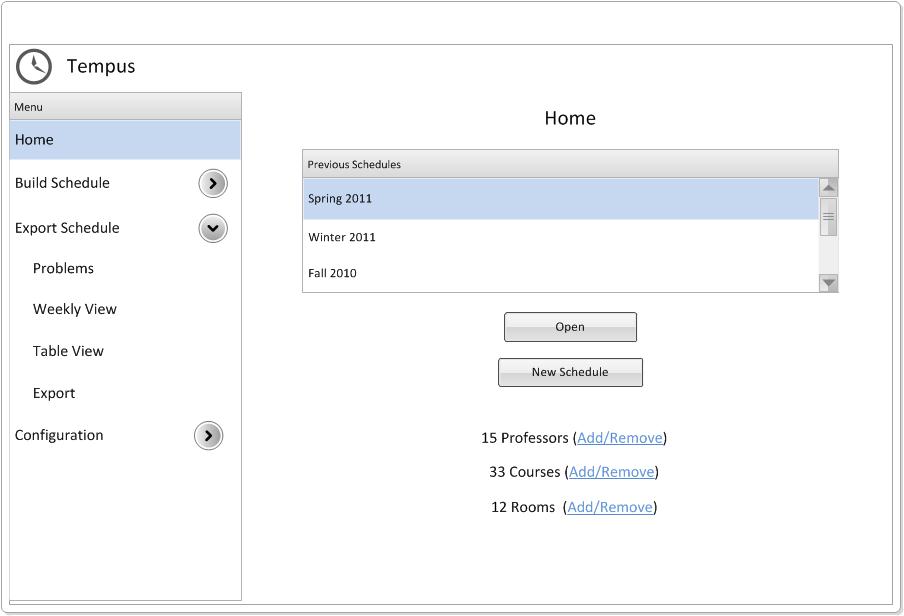 Tempus
Menu
Home
Build Schedule
Export Schedule
Problems
Weekly View
Table View
Export
Configuration
Home
Previous Schedules
Spring 2011
Winter 2011
Fall 2010
Open
New Schedule
15 Professors (Add/Remove)
33 Courses (Add/Remove)
12 Rooms  (Add/Remove)